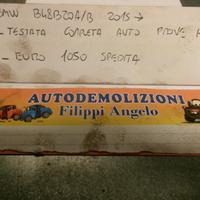 BMW B48B20A/B 2015 →
- TESTATA COMPLETA AUTO PROVE
- EURO 1050 SPEDITA
AUTODEMOLIZIONI
Filippi Angelo